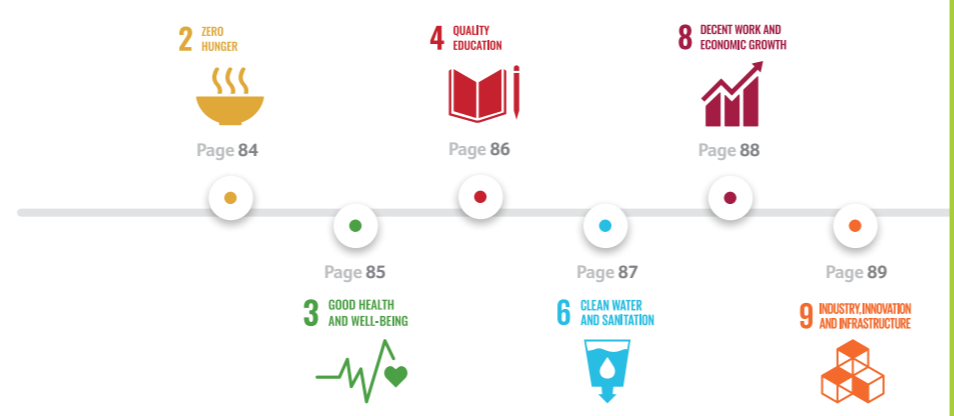 2 ZERO
HUNGER
Page 84
4 QUALITY
EDUCATION
Page 86
8 DECENT WORK AND
ECONOMIC GROWTH
Page 88
Page 85
3 GOOD HEALTH
AND WELL-BEING
Page 87
6 CLEAN WATER
AND SANITATION
Page 89
9 INDUSTRY, INNOVATION
AND INFRASTRUCTURE